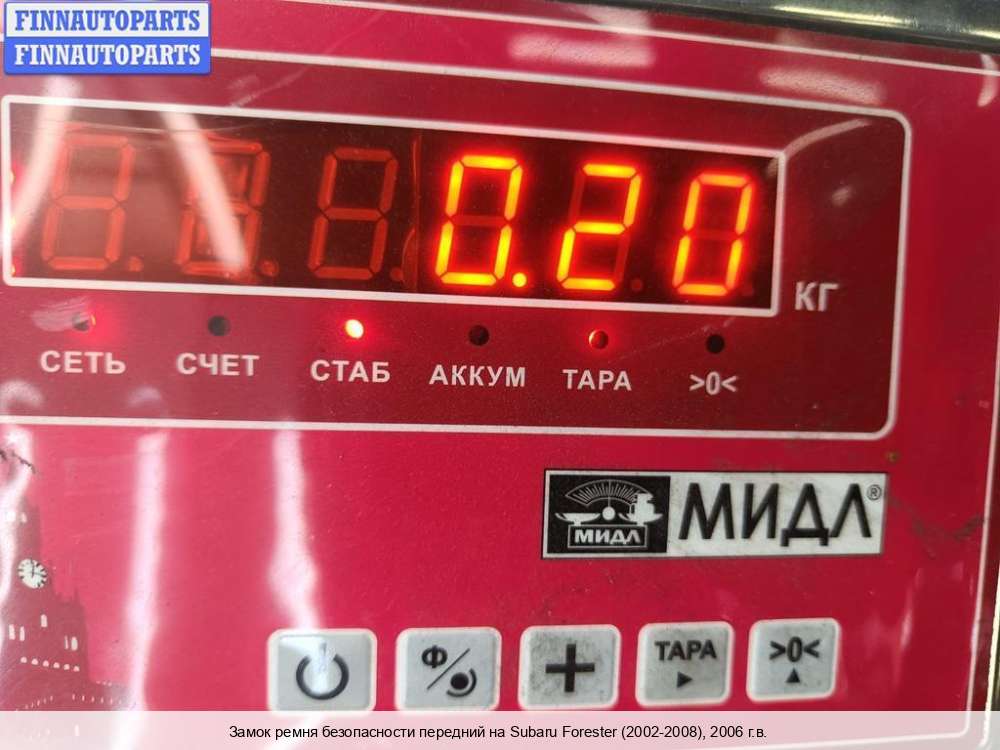 FINNAUTOPARTS
FINNAUTOPARTS
0.20
КГ
СЕТЬ СЧЕТ СТАБ АККУМ ТАРА >0<
МИДЛ МИДЛ®
Ф ТАРА >0<
Замок ремня безопасности передний на Subaru Forester (2002-2008), 2006 г.в.